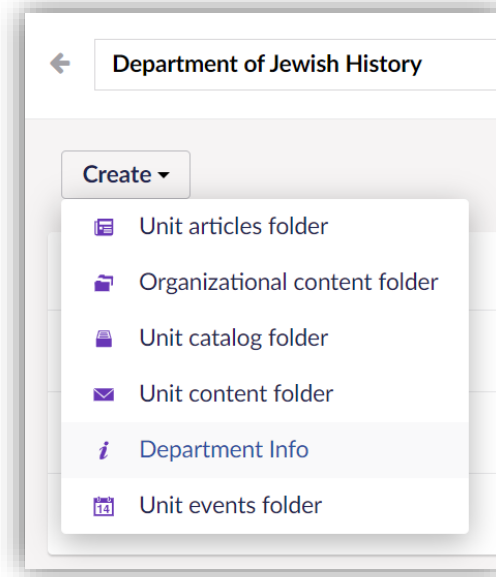 Department of Jewish History
Create
Unit articles folder
Organizational content folder
Unit catalog folder
Unit content folder
Department Info
14 Unit events folder